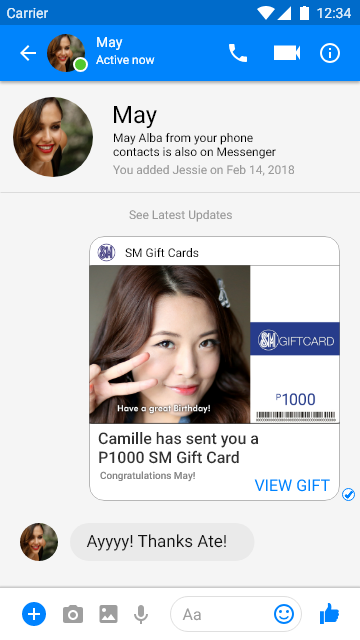 Carrier
12:34
May
Active now
May
May Alba from your phone
contacts is also on Messenger
You added Jessie on Feb 14, 2018
See Latest Updates
SM SM Gift Cards
SM GIFTCARD
₱1000
Have a great Birthday!
Camille has sent you a
P1000 SM Gift Card
Congratulations May!
VIEW GIFT
Ayyyy! Thanks Ate!
Aa